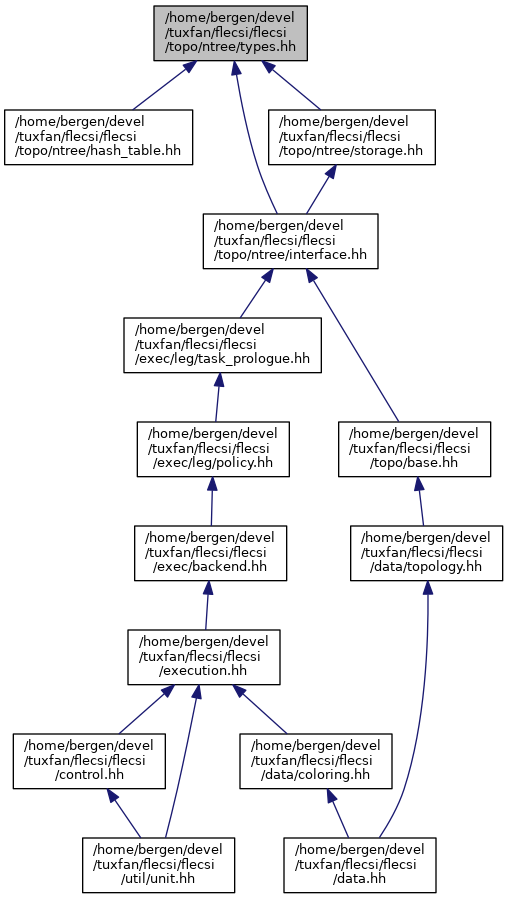 /home/bergen/devel
/tuxfan/flecsi/flecsi
/topo/ntree/types.hh
/home/bergen/devel
/tuxfan/flecsi/flecsi
/topo/ntree/hash_table.hh
/home/bergen/devel
/tuxfan/flecsi/flecsi
/topo/ntree/storage.hh
/home/bergen/devel
/tuxfan/flecsi/flecsi
/topo/ntree/interface.hh
/home/bergen/devel
/tuxfan/flecsi/flecsi
/exec/leg/task_prologue.hh
/home/bergen/devel
/tuxfan/flecsi/flecsi
/exec/leg/policy.hh
/home/bergen/devel
/tuxfan/flecsi/flecsi
/topo/base.hh
/home/bergen/devel
/tuxfan/flecsi/flecsi
/exec/backend.hh
/home/bergen/devel
/tuxfan/flecsi/flecsi
/data/topology.hh
/home/bergen/devel
/tuxfan/flecsi/flecsi
/execution.hh
/home/bergen/devel
/tuxfan/flecsi/flecsi
/control.hh
/home/bergen/devel
/tuxfan/flecsi/flecsi
/data/coloring.hh
/home/bergen/devel
/tuxfan/flecsi/flecsi
/util/unit.hh
/home/bergen/devel
/tuxfan/flecsi/flecsi
/data.hh